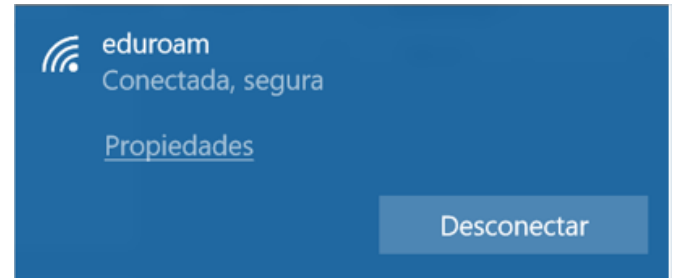 eduroam
Conectada, segura
Propiedades
Desconectar